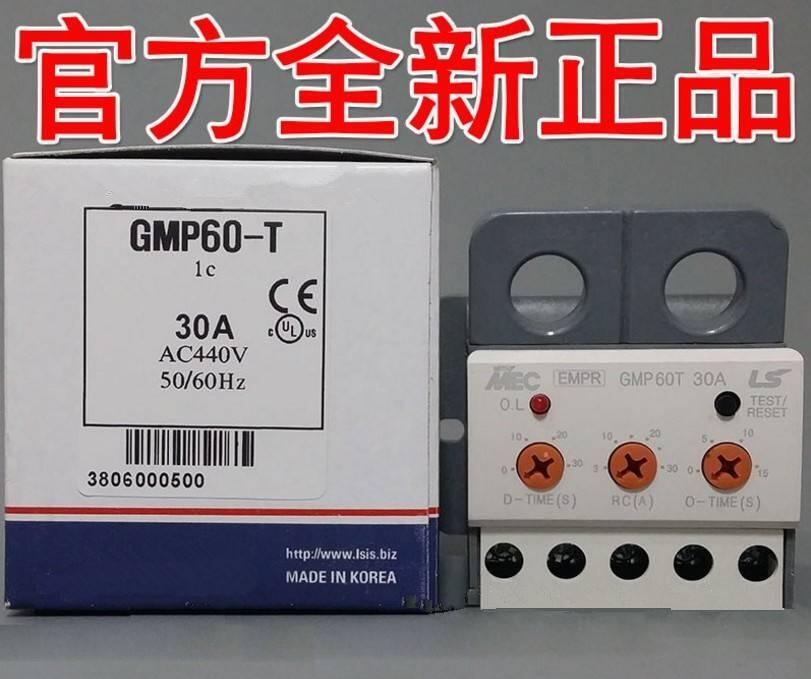 官方全新正品
GMP60-T
1c
30A
AC440V
50/60Hz
CE
C UL US
3806000500
http://www.lsis.biz
MADE IN KOREA
MEC EMPR GMP60T 30A LS
O.L
TEST/
RESET
10 20
0 30
D-TIME(S)
10 20
3 30
RC(A)
5 10
0 15
O-TIME(S)